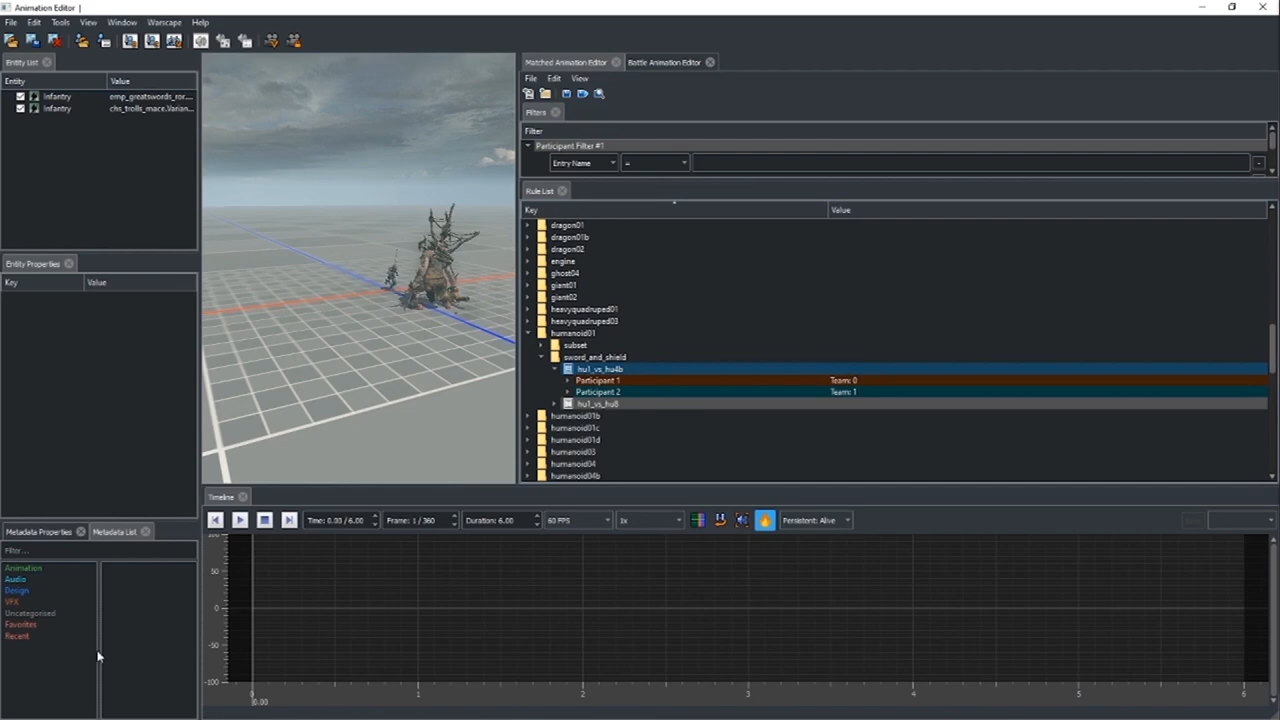 Animation Editor |
File Edit Tools View Window Warscape Help
Entity List
Entity Value
Infantry emp_greatswords_ror....
Infantry chs_trolls_mace.Varian...
Entity Properties
Key Value
Metadata Properties Metadata List
Filter ...
Animation
Audio
Design
VFX
Uncategorised
Favorites
Recent
Matched Animation Editor Battle Animation Editor
File Edit View
Filters
Filter
Participant Filter #1
Entry Name =
Rule List
Key Value
dragon01
dragon01b
dragon02
engine
ghost04
giant01
giant02
heavyquadruped01
heavyquadruped03
humanoid01
subset
sword_and_shield
hu1_vs_hu4b
Participant 1 Team: 0
Participant 2 Team: 1
hu1_vs_hu8
humanoid01b
humanoid01c
humanoid01d
humanoid03
humanoid04
humanoid04b
Timeline
Time: 0.00 / 6.00 Frame: 1 / 360 Duration: 6.00 60 FPS 1x Persistent: Alive
100
50
0
-50
-100
0 1 2 3 4 5 6
0.00